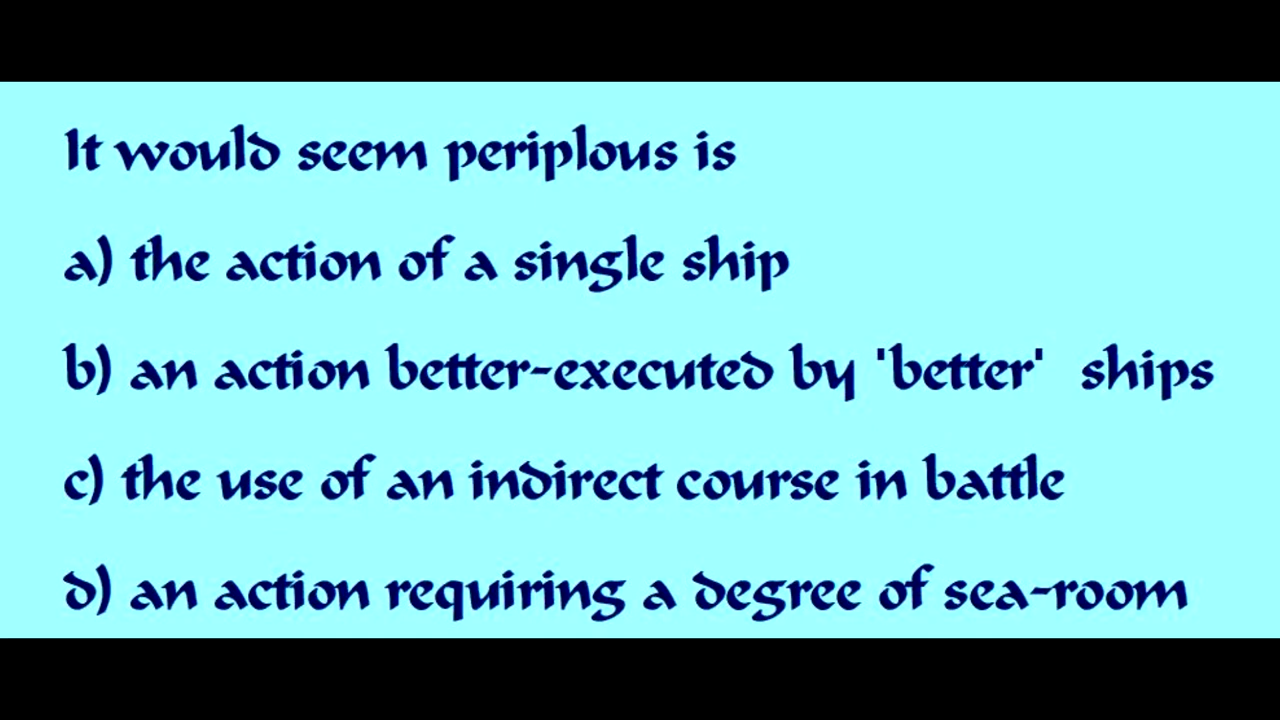 It would seem periplous is
a) the action of a single ship
b) an action better-executed by 'better' ships
c) the use of an indirect course in battle
d) an action requiring a degree of sea-room